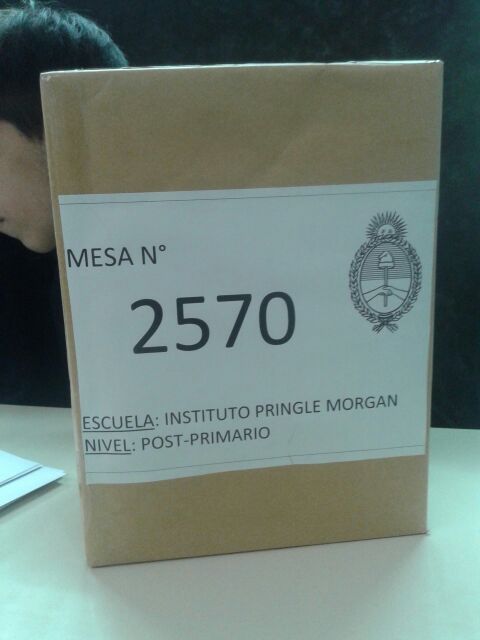 MESA N°
2570
ESCUELA: INSTITUTO PRINGLE MORGAN
NIVEL: POST-PRIMARIO